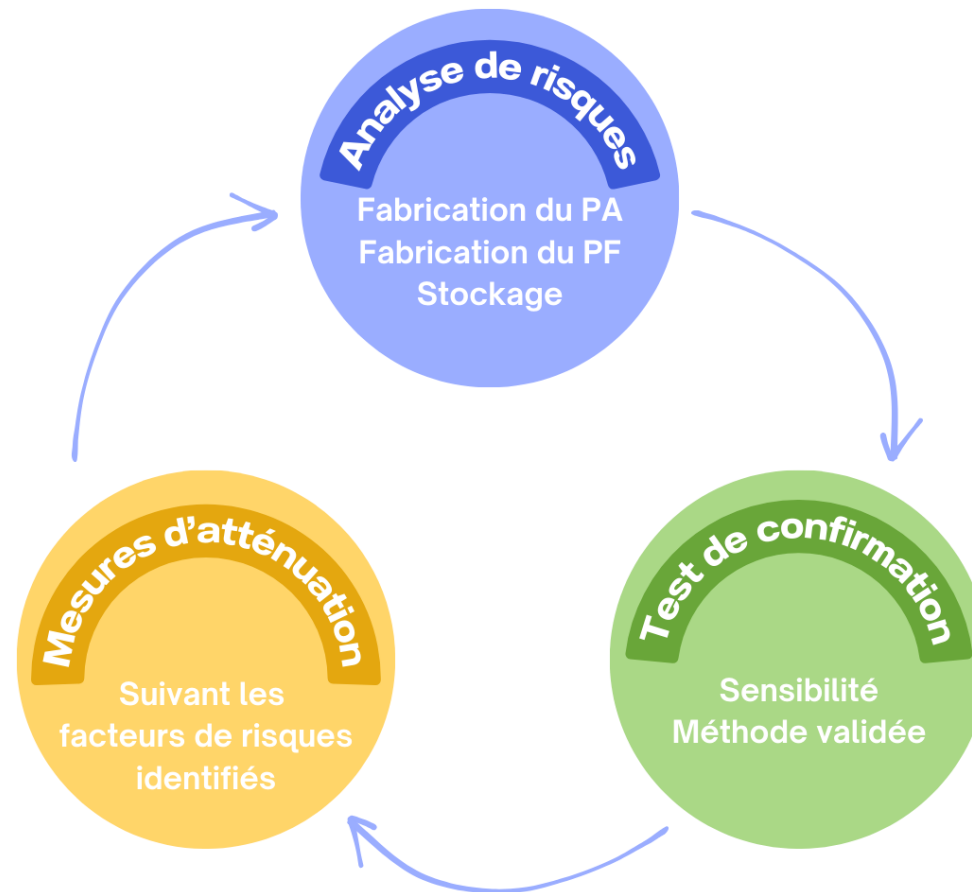 Analyse de risques
Fabrication du PA
Fabrication du PF
Stockage
Mesures d'atténuation
Suivant les
facteurs de risques
identifiés
Test de confirmation
Sensibilité
Méthode validée